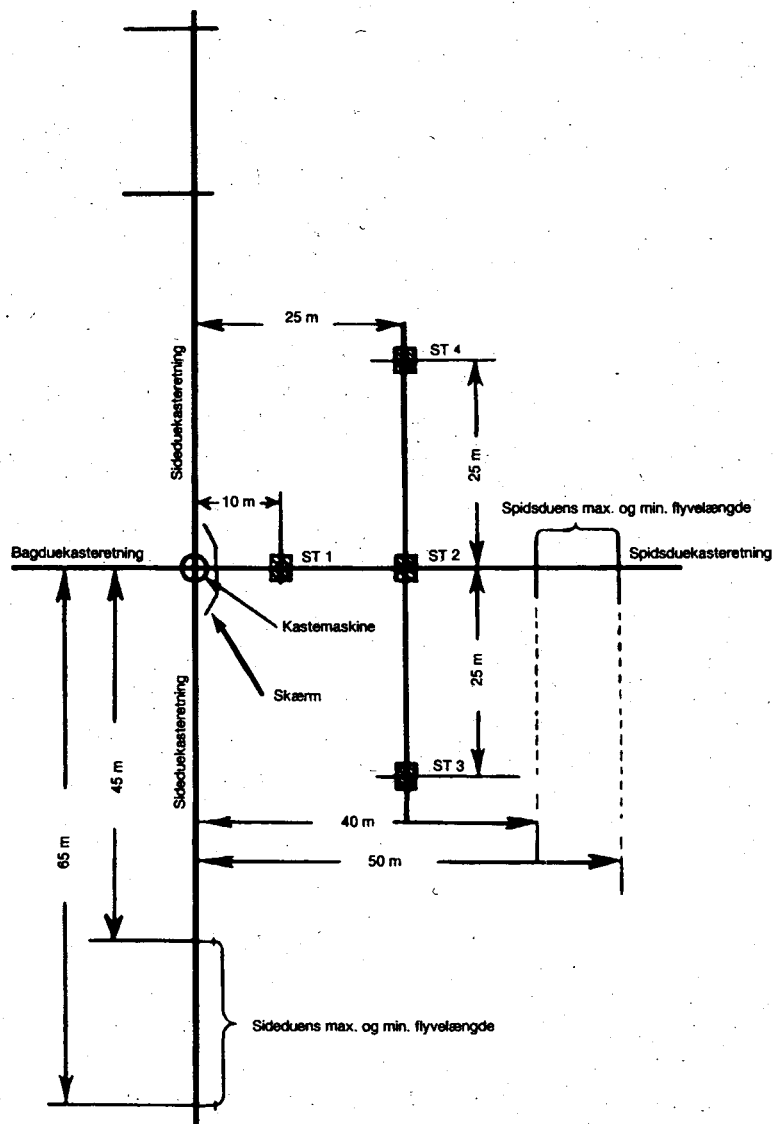 Sideduekasteretning
25 m
ST 4
25 m
10 m
Spidsduens max. og min. flyvelængde
Bagduekasteretning
ST 1
ST 2
Spidsduekasteretning
Kastemaskine
Skærm
Sideduekasteretning
25 m
ST 3
45 m
40 m
65 m
50 m
Sideduens max. og min. flyvelængde